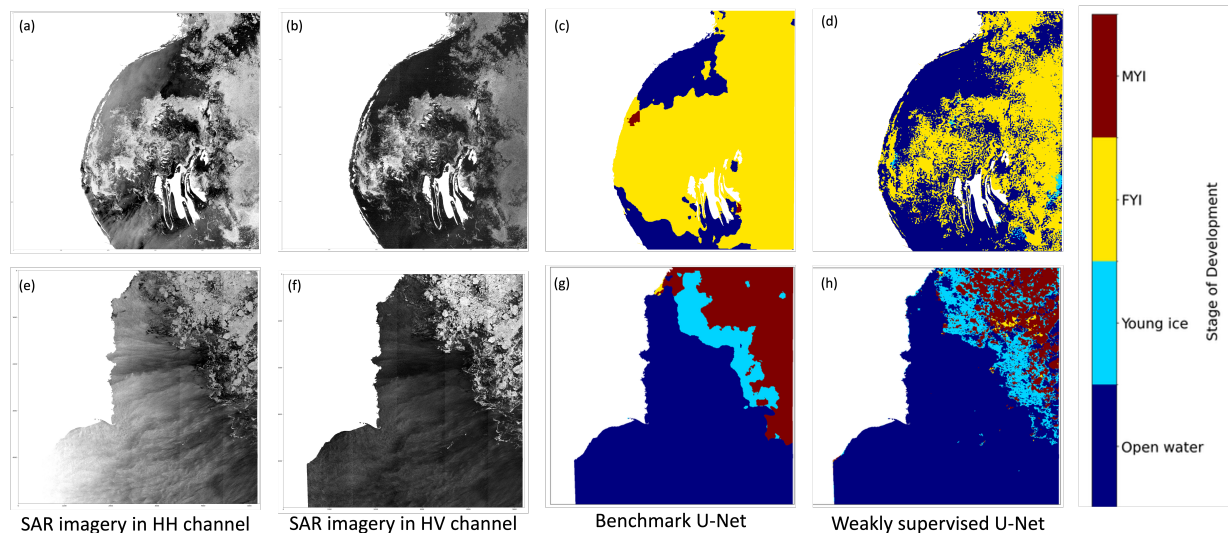 (a)
(b)
(c)
(d)
MYI
FYI
Young ice
Open water
Stage of Development
(e)
(f)
(g)
(h)
SAR imagery in HH channel
SAR imagery in HV channel
Benchmark U-Net
Weakly supervised U-Net